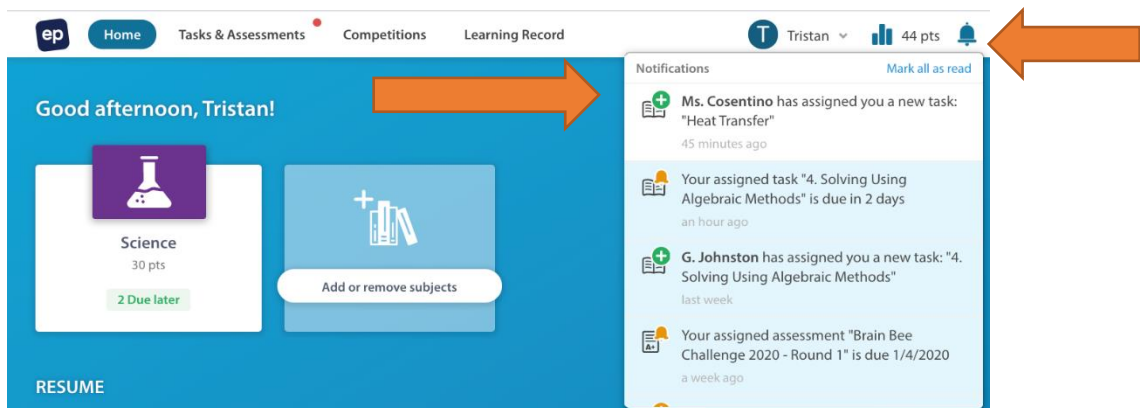 ep Home Tasks & Assessments Competitions Learning Record T Tristan 44 pts
Notifications Mark all as read
Good afternoon, Tristan!
Science
30 pts
2 Due later
Add or remove subjects
RESUME
Ms. Cosentino has assigned you a new task:
"Heat Transfer"
45 minutes ago
Your assigned task "4. Solving Using
Algebraic Methods" is due in 2 days
an hour ago
G. Johnston has assigned you a new task: "4.
Solving Using Algebraic Methods"
last week
A+
Your assigned assessment "Brain Bee
Challenge 2020 - Round 1" is due 1/4/2020
a week ago